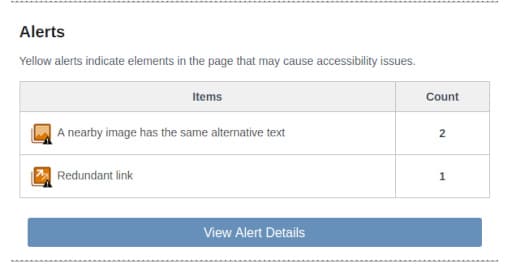 Alerts
Yellow alerts indicate elements in the page that may cause accessibility issues.
Items Count
A nearby image has the same alternative text 2
Redundant link 1
View Alert Details